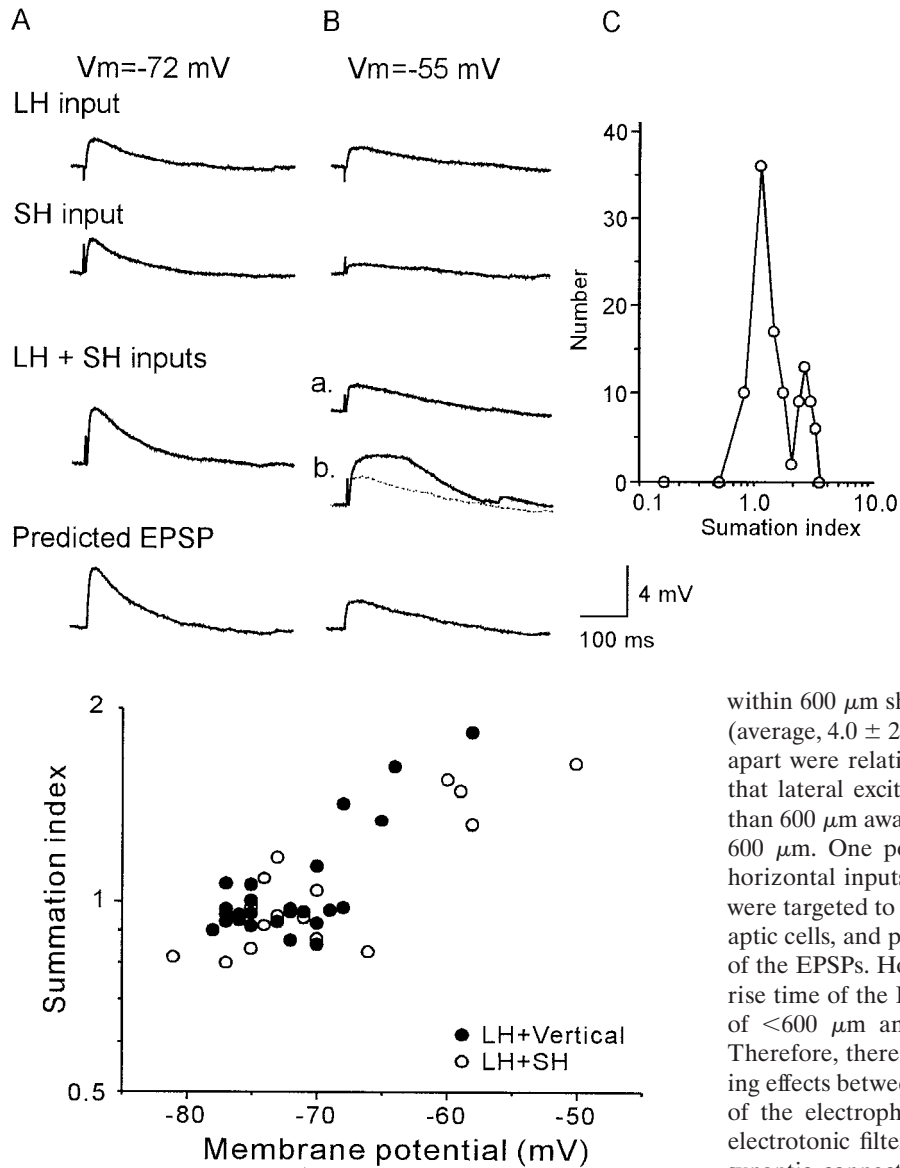 A
B
C
Vm=-72 mV
Vm=-55 mV
LH input
SH input
LH + SH inputs
a.
b.
Predicted EPSP
40
30
20
10
0
Number
0.1
1.0
10.0
Sumation index
4 mV
100 ms
2
1
0.5
Summation index
LH+Vertical
LH+SH
-80
-70
-60
-50
Membrane potential (mV)
within 600 μm sh
(average, 4.0 ± 2
apart were relati
that lateral excit
than 600 μm awa
600 μm. One po
horizontal inputs
were targeted to
aptic cells, and p
of the EPSPs. Ho
rise time of the I
of <600 μm an
Therefore, there
ing effects between
of the electroph
electrotonic filter